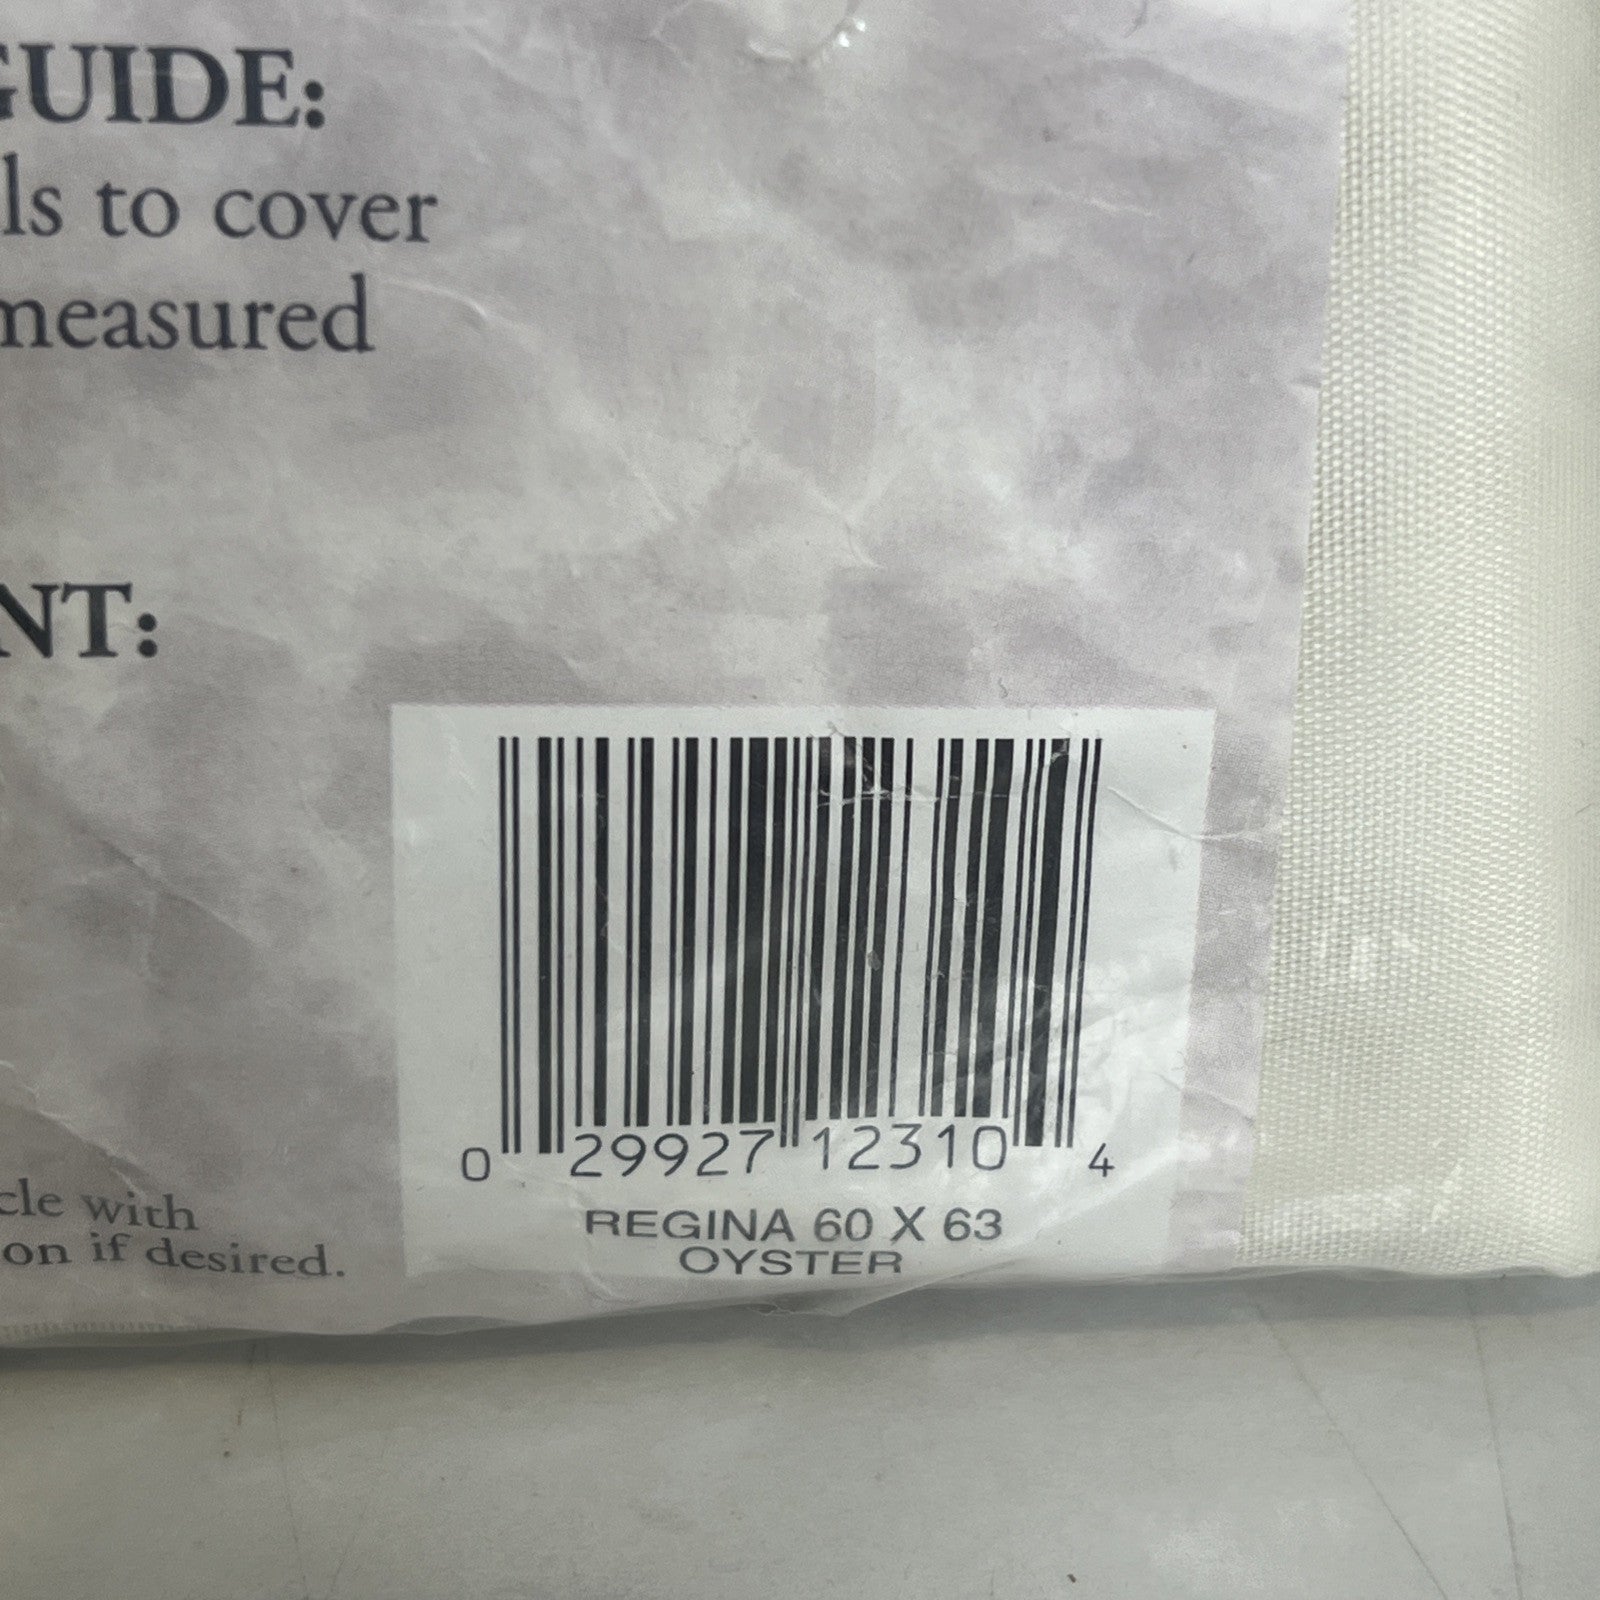 GUIDE:
ls to cover
measured
NT:
0 29927 12310 4
REGINA 60 X 63
OYSTER
cle with
on if desired.